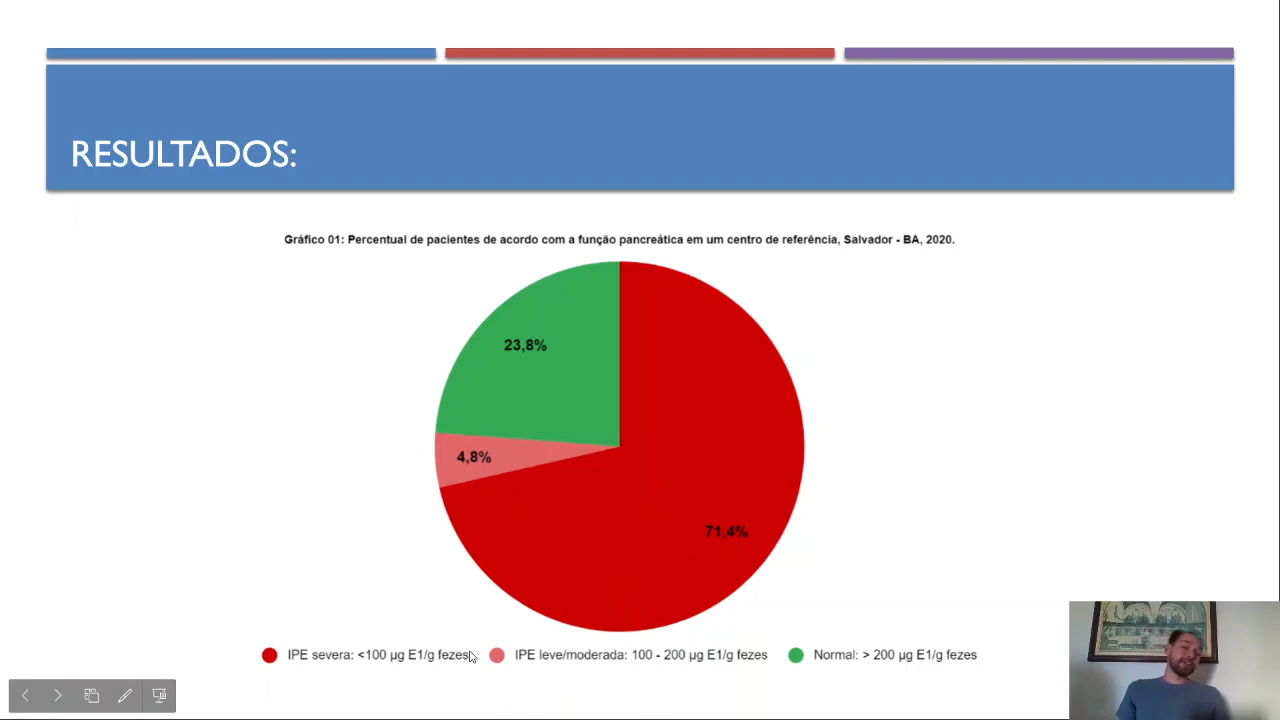 RESULTADOS:
Gráfico 01: Percentual de pacientes de acordo com a função pancreática em um centro de referência, Salvador - BA, 2020.
23,8%
4,8%
71,4%
IPE severa: <100 µg E1/g fezes
IPE leve/moderada: 100 - 200 µg E1/g fezes
Normal: > 200 µg E1/g fezes